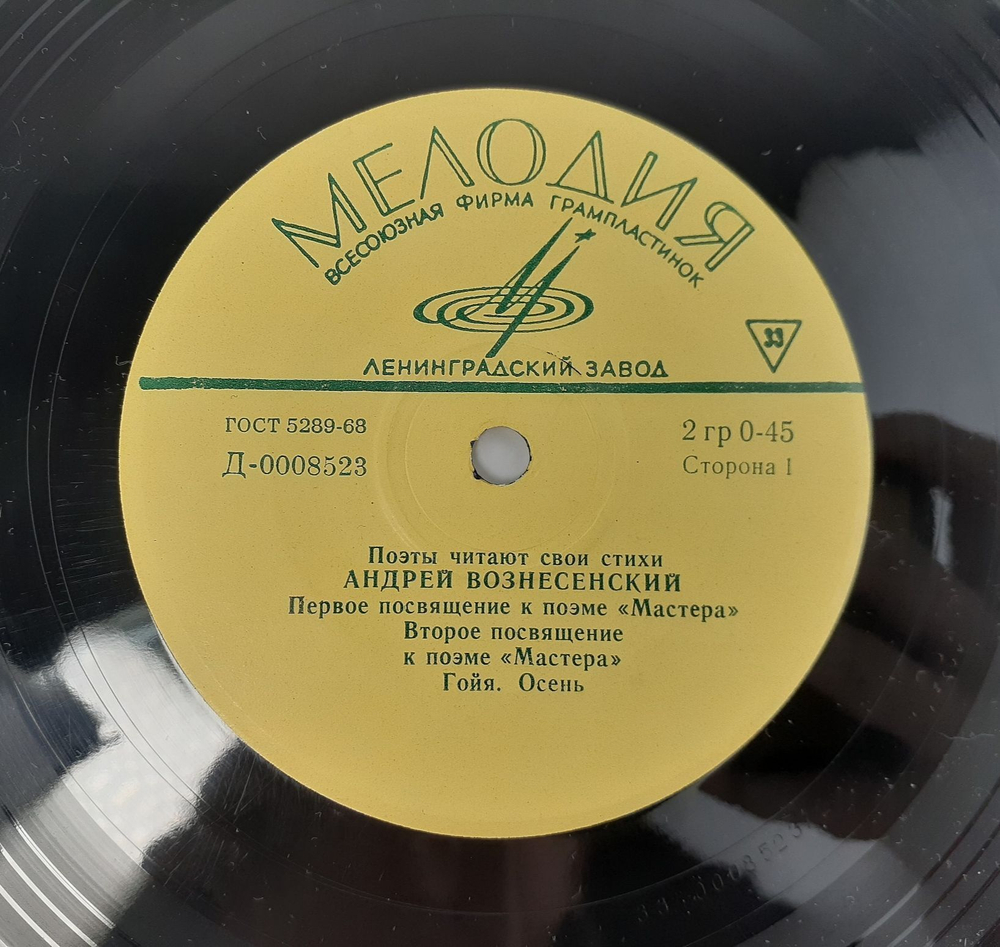 МЕЛОДИЯ
ВСЕСОЮЗНАЯ ФИРМА ГРАМПЛАСТИНОК
33
ЛЕНИНГРАДСКИЙ ЗАВОД
ГОСТ 5289-68
2 гр 0-45
Д-0008523
Сторона 1
Поэты читают свои стихи
АНДРЕЙ ВОЗНЕСЕНСКИЙ
Первое посвящение к поэме «Мастера»
Второе посвящение
к поэме «Мастера»
Гойя. Осень